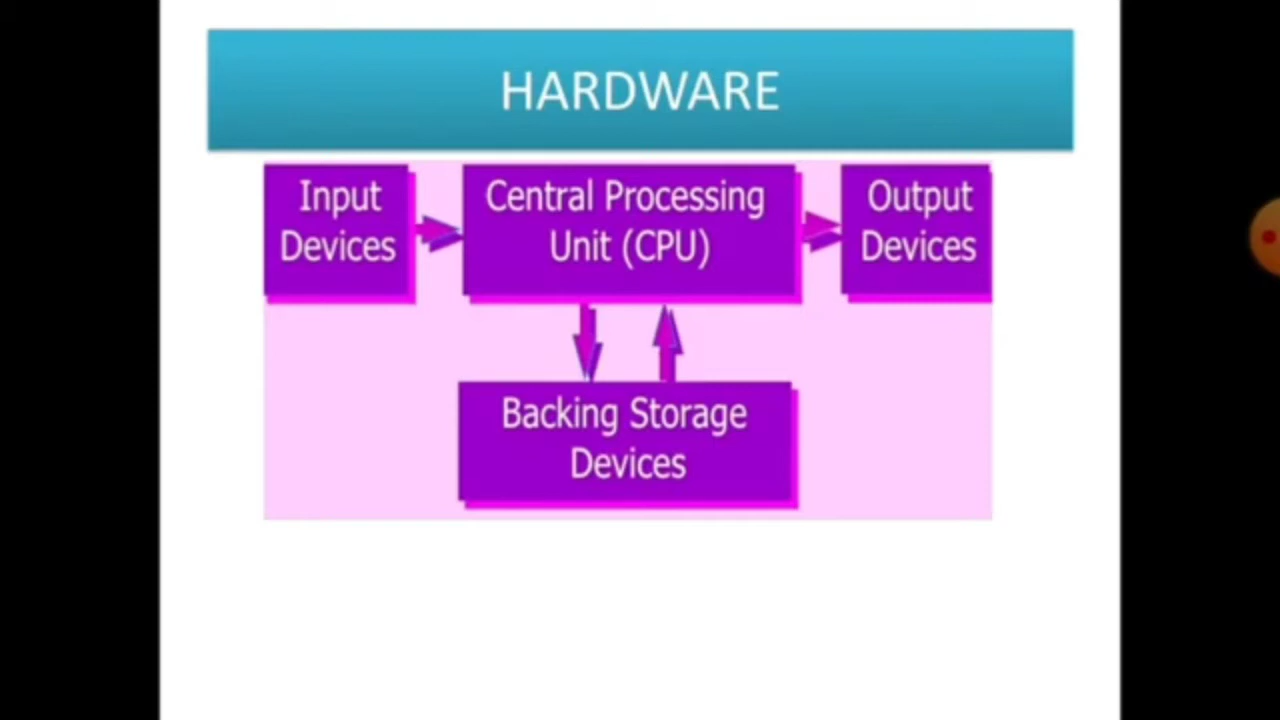 HARDWARE
Input
Devices
Central Processing
Unit (CPU)
Output
Devices
Backing Storage
Devices